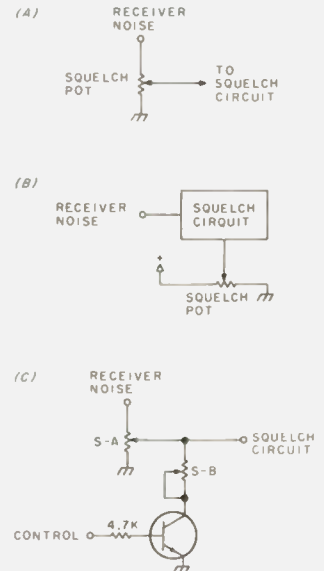 (A)
RECEIVER
NOISE
SQUELCH
POT
TO
SQUELCH
CIRCUIT
(B)
RECEIVER
NOISE
SQUELCH
CIRQUIT
+
SQUELCH
POT
(C)
RECEIVER
NOISE
S-A
SQUELCH
CIRCUIT
S-B
CONTROL
4.7K